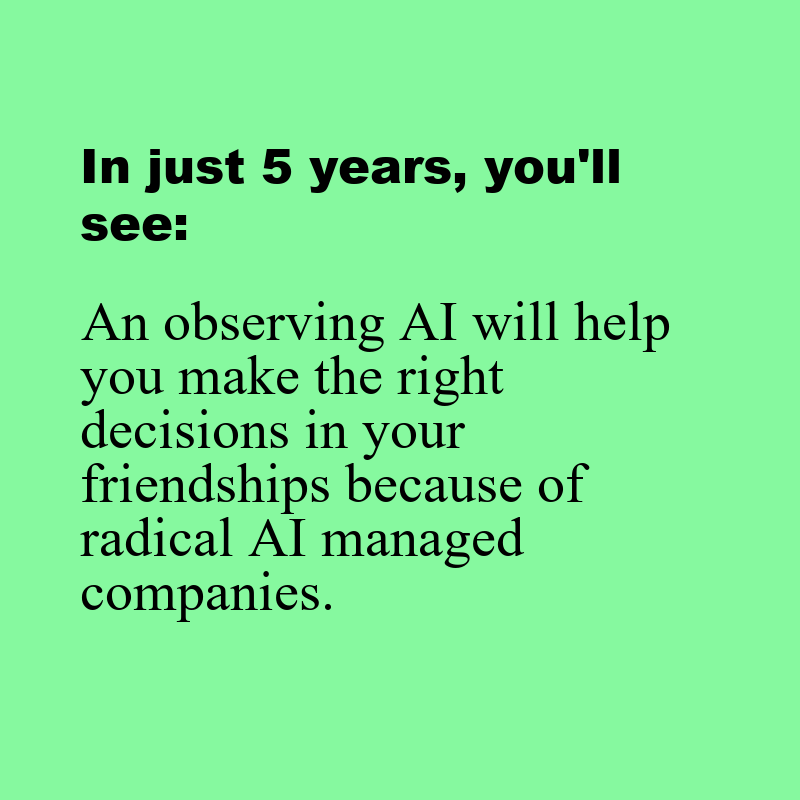 In just 5 years, you'll
see:
An observing AI will help
you make the right
decisions in your
friendships because of
radical AI managed
companies.